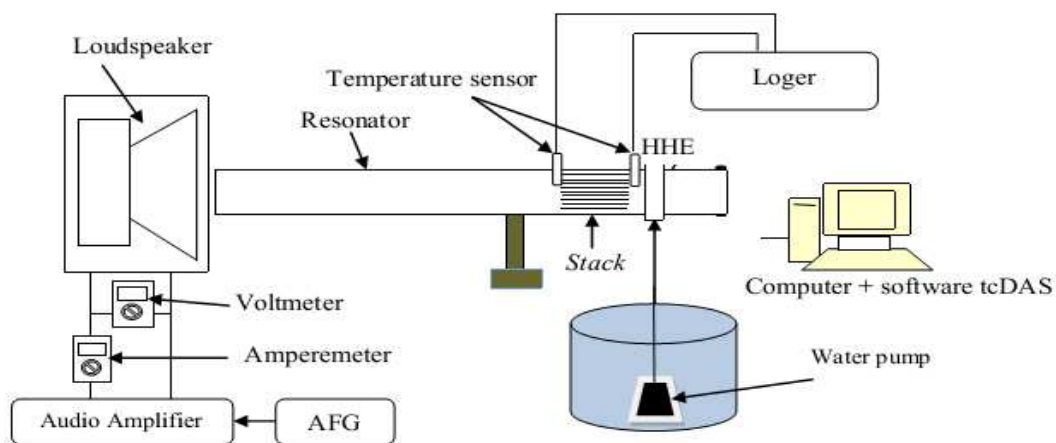 Loudspeaker
Temperature sensor
Loger
Resonator
HHE
Stack
Computer + software tcDAS
Voltmeter
Amperemeter
Water pump
Audio Amplifier
AFG